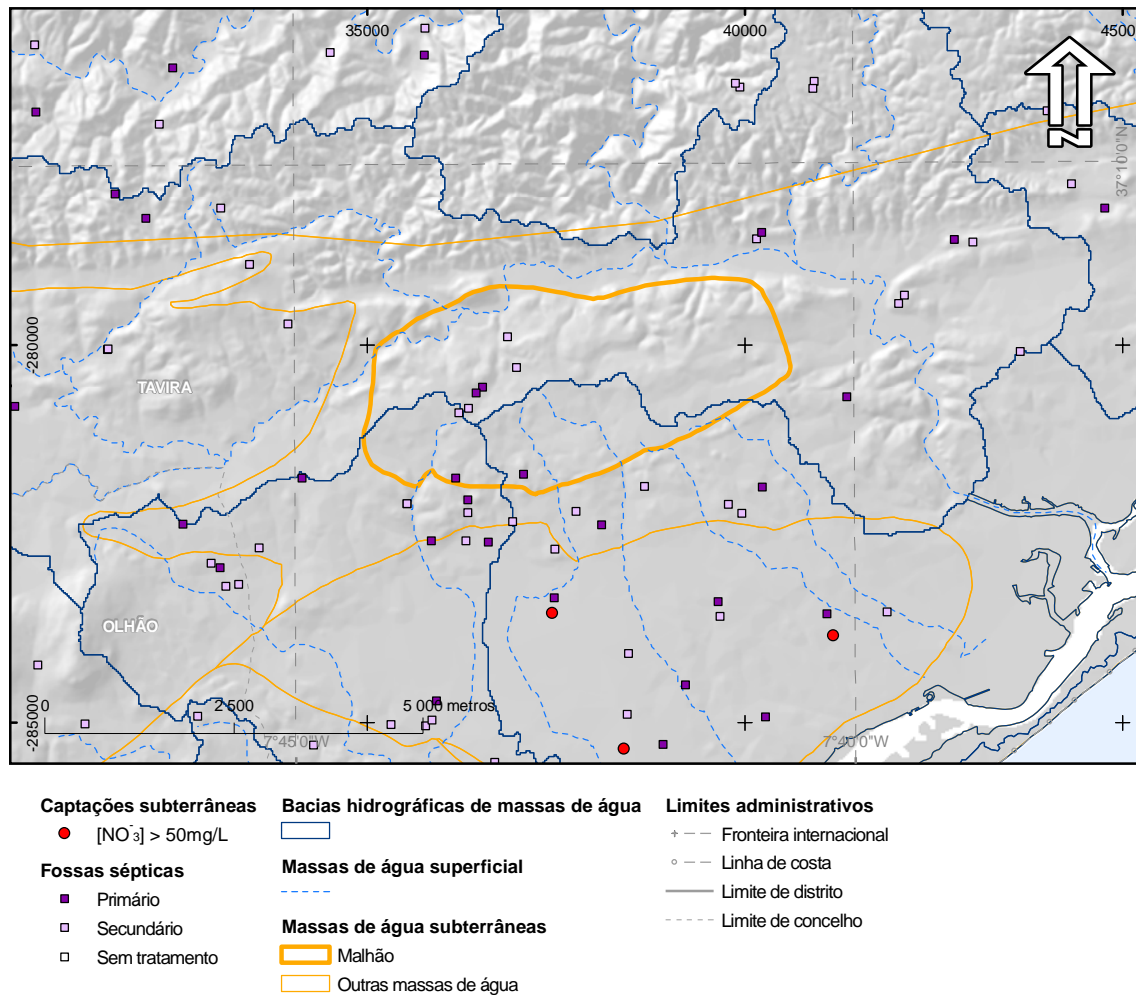 35000
40000
45000
N
37°10'0"N
-280000
TAVIRA
OLHÃO
-285000
0
2 500
5 000 metros
7°45'0"W
7°40'0"W
Captações subterrâneas
[NO₃⁻] > 50mg/L
Fossas sépticas
Primário
Secundário
Sem tratamento
Bacias hidrográficas de massas de água
Massas de água superficial
Massas de água subterrâneas
Malhão
Outras massas de água
Limites administrativos
Fronteira internacional
Linha de costa
Limite de distrito
Limite de concelho